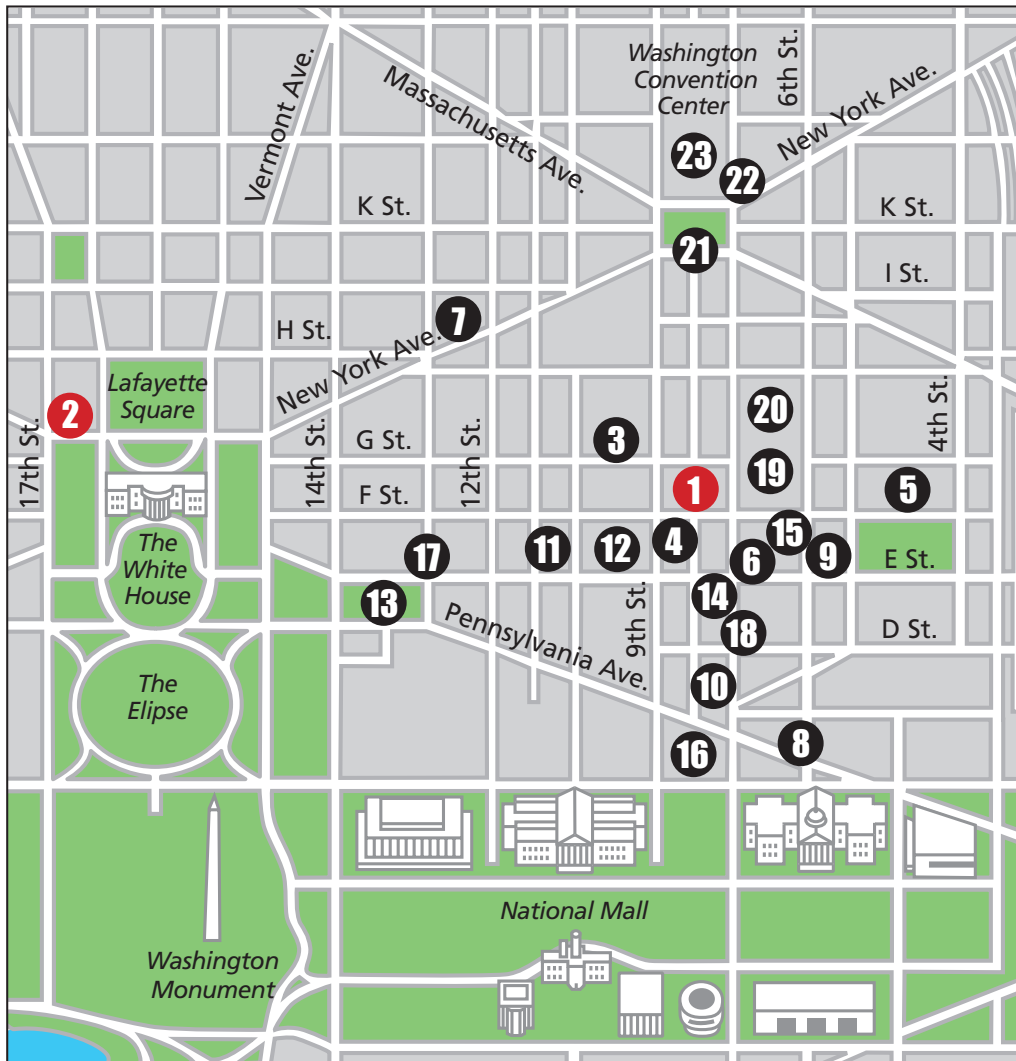 Washington
Convention
Center
6th St.
New York Ave.
Vermont Ave.
Massachusetts Ave.
23
22
K St.
K St.
21
I St.
7
H St.
New York Ave.
Lafayette
Square
2
17th St.
14th St.
G St.
12th St.
3
20
4th St.
19
F St.
1
5
The
White
House
17
11
12
4
15
6
9
E St.
13
14
9th St.
18
D St.
Pennsylvania Ave.
The
Elipse
10
16
8
National Mall
Washington
Monument